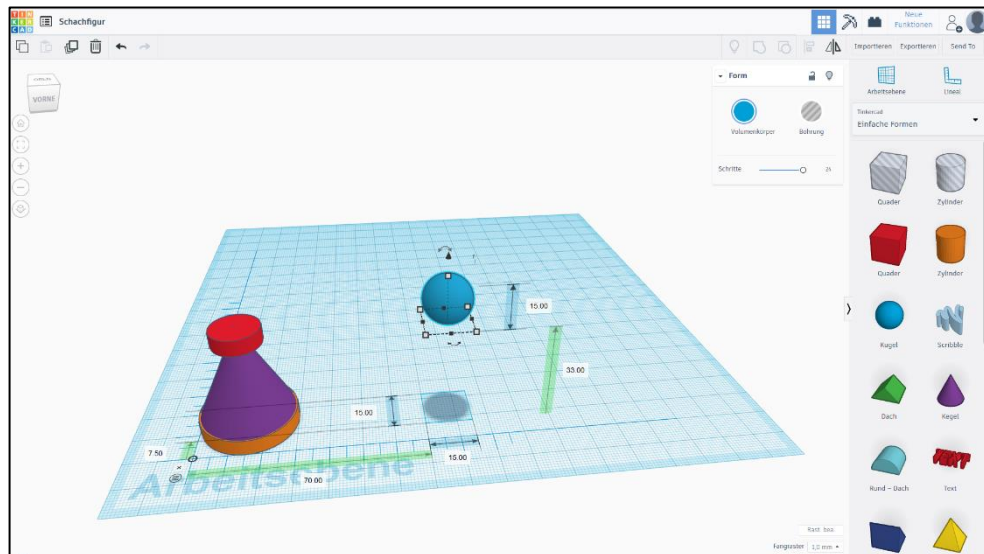 TIN
KER
CAD
Schachfigur
Neue
Funktionen
Importieren Exportieren Send To
VORNE
Form
Volumenkörper Bohrung
Schritte 24
Arbeitsebene Lineal
Tinkercad
Einfache Formen
Quader Zylinder
Quader Zylinder
Kugel Scribble
Dach Kegel
Rund – Dach Text
TEXT
15.00
33.00
15.00
15.00
7.50
70.00
Arbeitsebene
Fangraster 1,0 mm